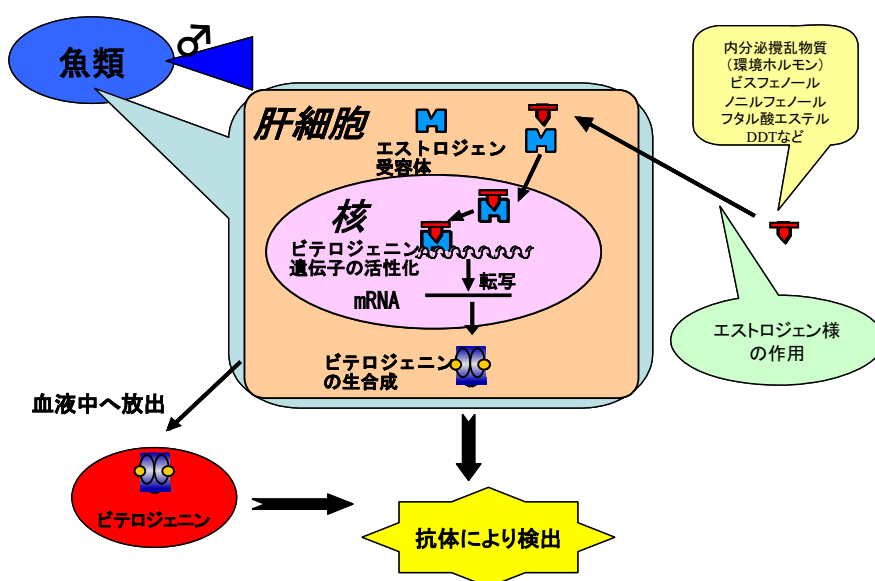 魚類
♂
内分泌攪乱物質
(環境ホルモン)
ビスフェノール
ノニルフェノール
フタル酸エステル
DDTなど
肝細胞
エストロジェン
受容体
核
ビテロジェニン
遺伝子の活性化
転写
mRNA
エストロジェン様
の作用
ビテロジェニン
の生合成
血液中へ放出
ビテロジェニン
抗体により検出